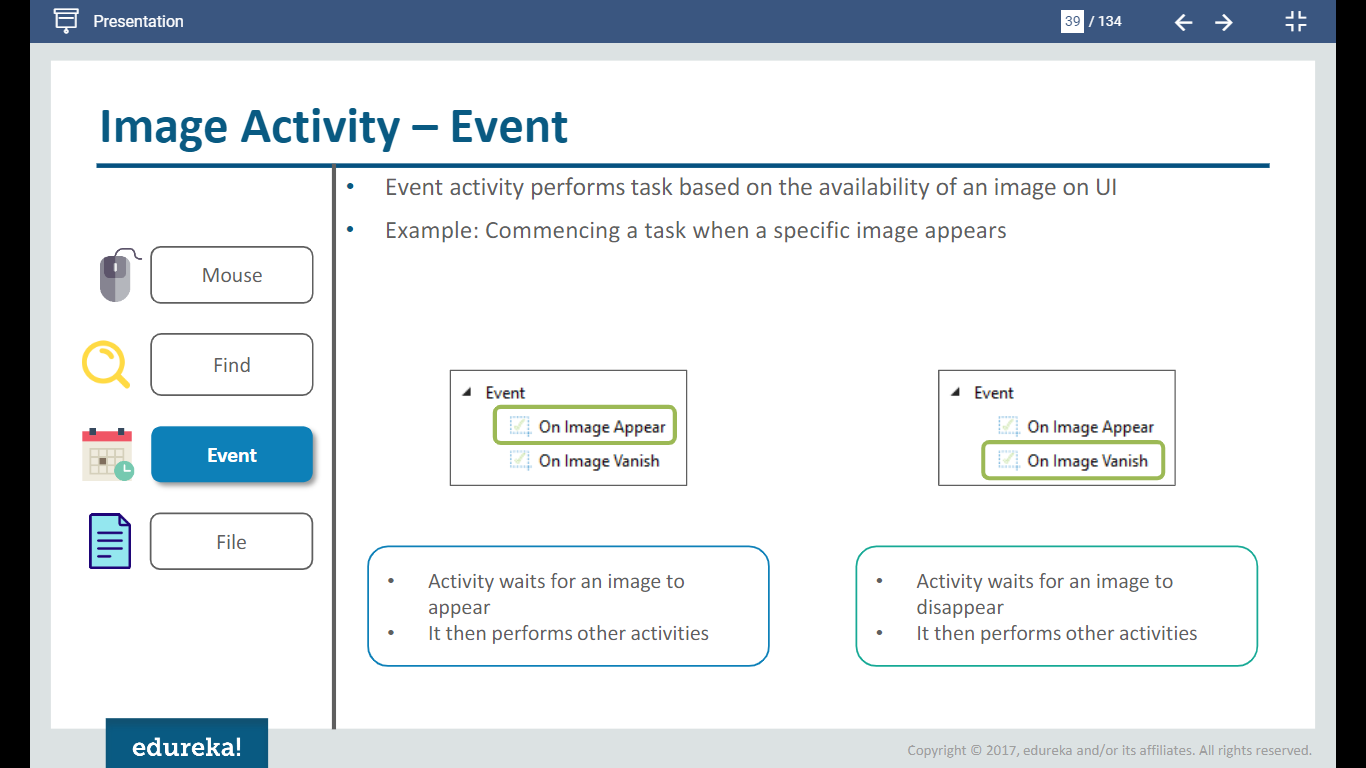 Presentation
39 / 134
Image Activity – Event
• Event activity performs task based on the availability of an image on UI
• Example: Commencing a task when a specific image appears
Mouse
Find
Event
File
Event
On Image Appear
On Image Vanish
Event
On Image Appear
On Image Vanish
• Activity waits for an image to
appear
• It then performs other activities
• Activity waits for an image to
disappear
• It then performs other activities
edureka!
Copyright © 2017, edureka and/or its affiliates. All rights reserved.